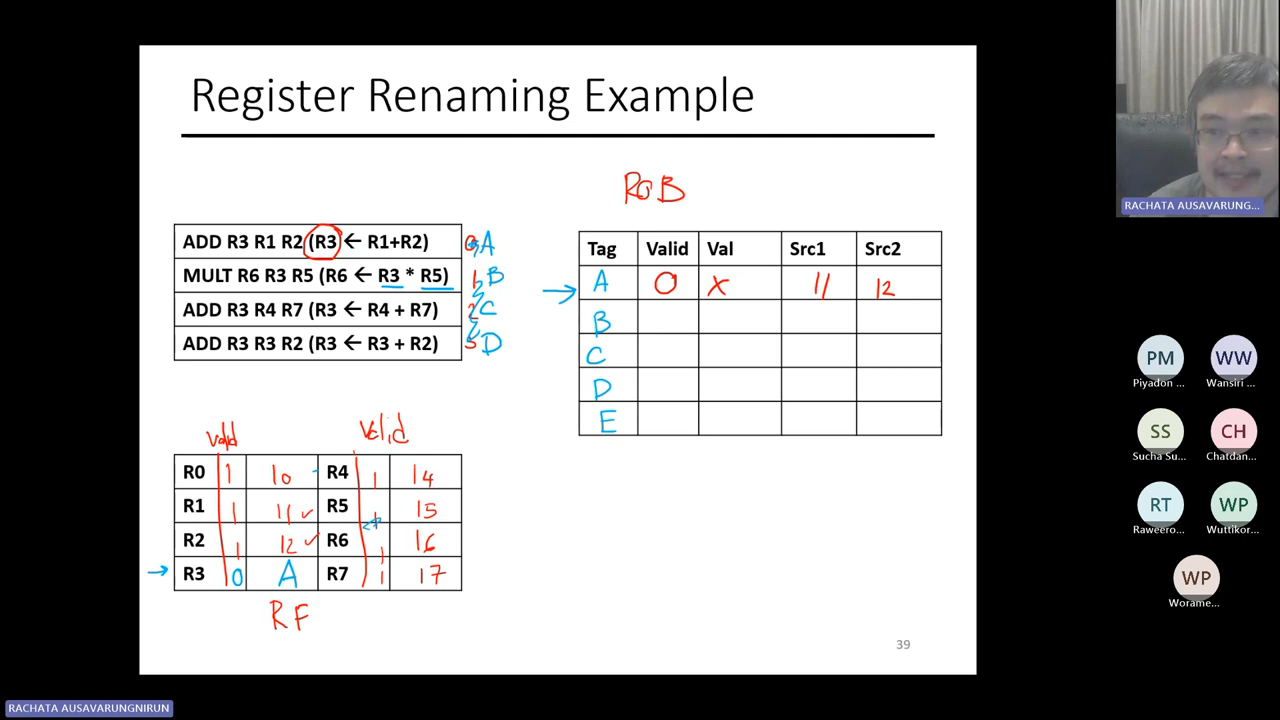 Register Renaming Example
ROB
ADD R3 R1 R2 (R3 ← R1+R2) A
MULT R6 R3 R5 (R6 ← R3 * R5) 1 B
ADD R3 R4 R7 (R3 ← R4 + R7) 2 C
ADD R3 R3 R2 (R3 ← R3 + R2) D
Tag Valid Val Src1 Src2
A 0 X 11 12
B
C
D
E
Valid Valid
R0 1 10 R4 1 14
R1 1 11 ✓ R5 1 15
R2 1 12 ✓ R6 1 16
R3 0 A R7 1 17
RF
39
RACHATA AUSAVARUNG...
PM WW
Piyadon ... Wansiri ...
SS CH
Sucha Su... Chatdan...
RT WP
Raweero... Wuttikor...
WP
Worame...
RACHATA AUSAVARUNGNIRUN